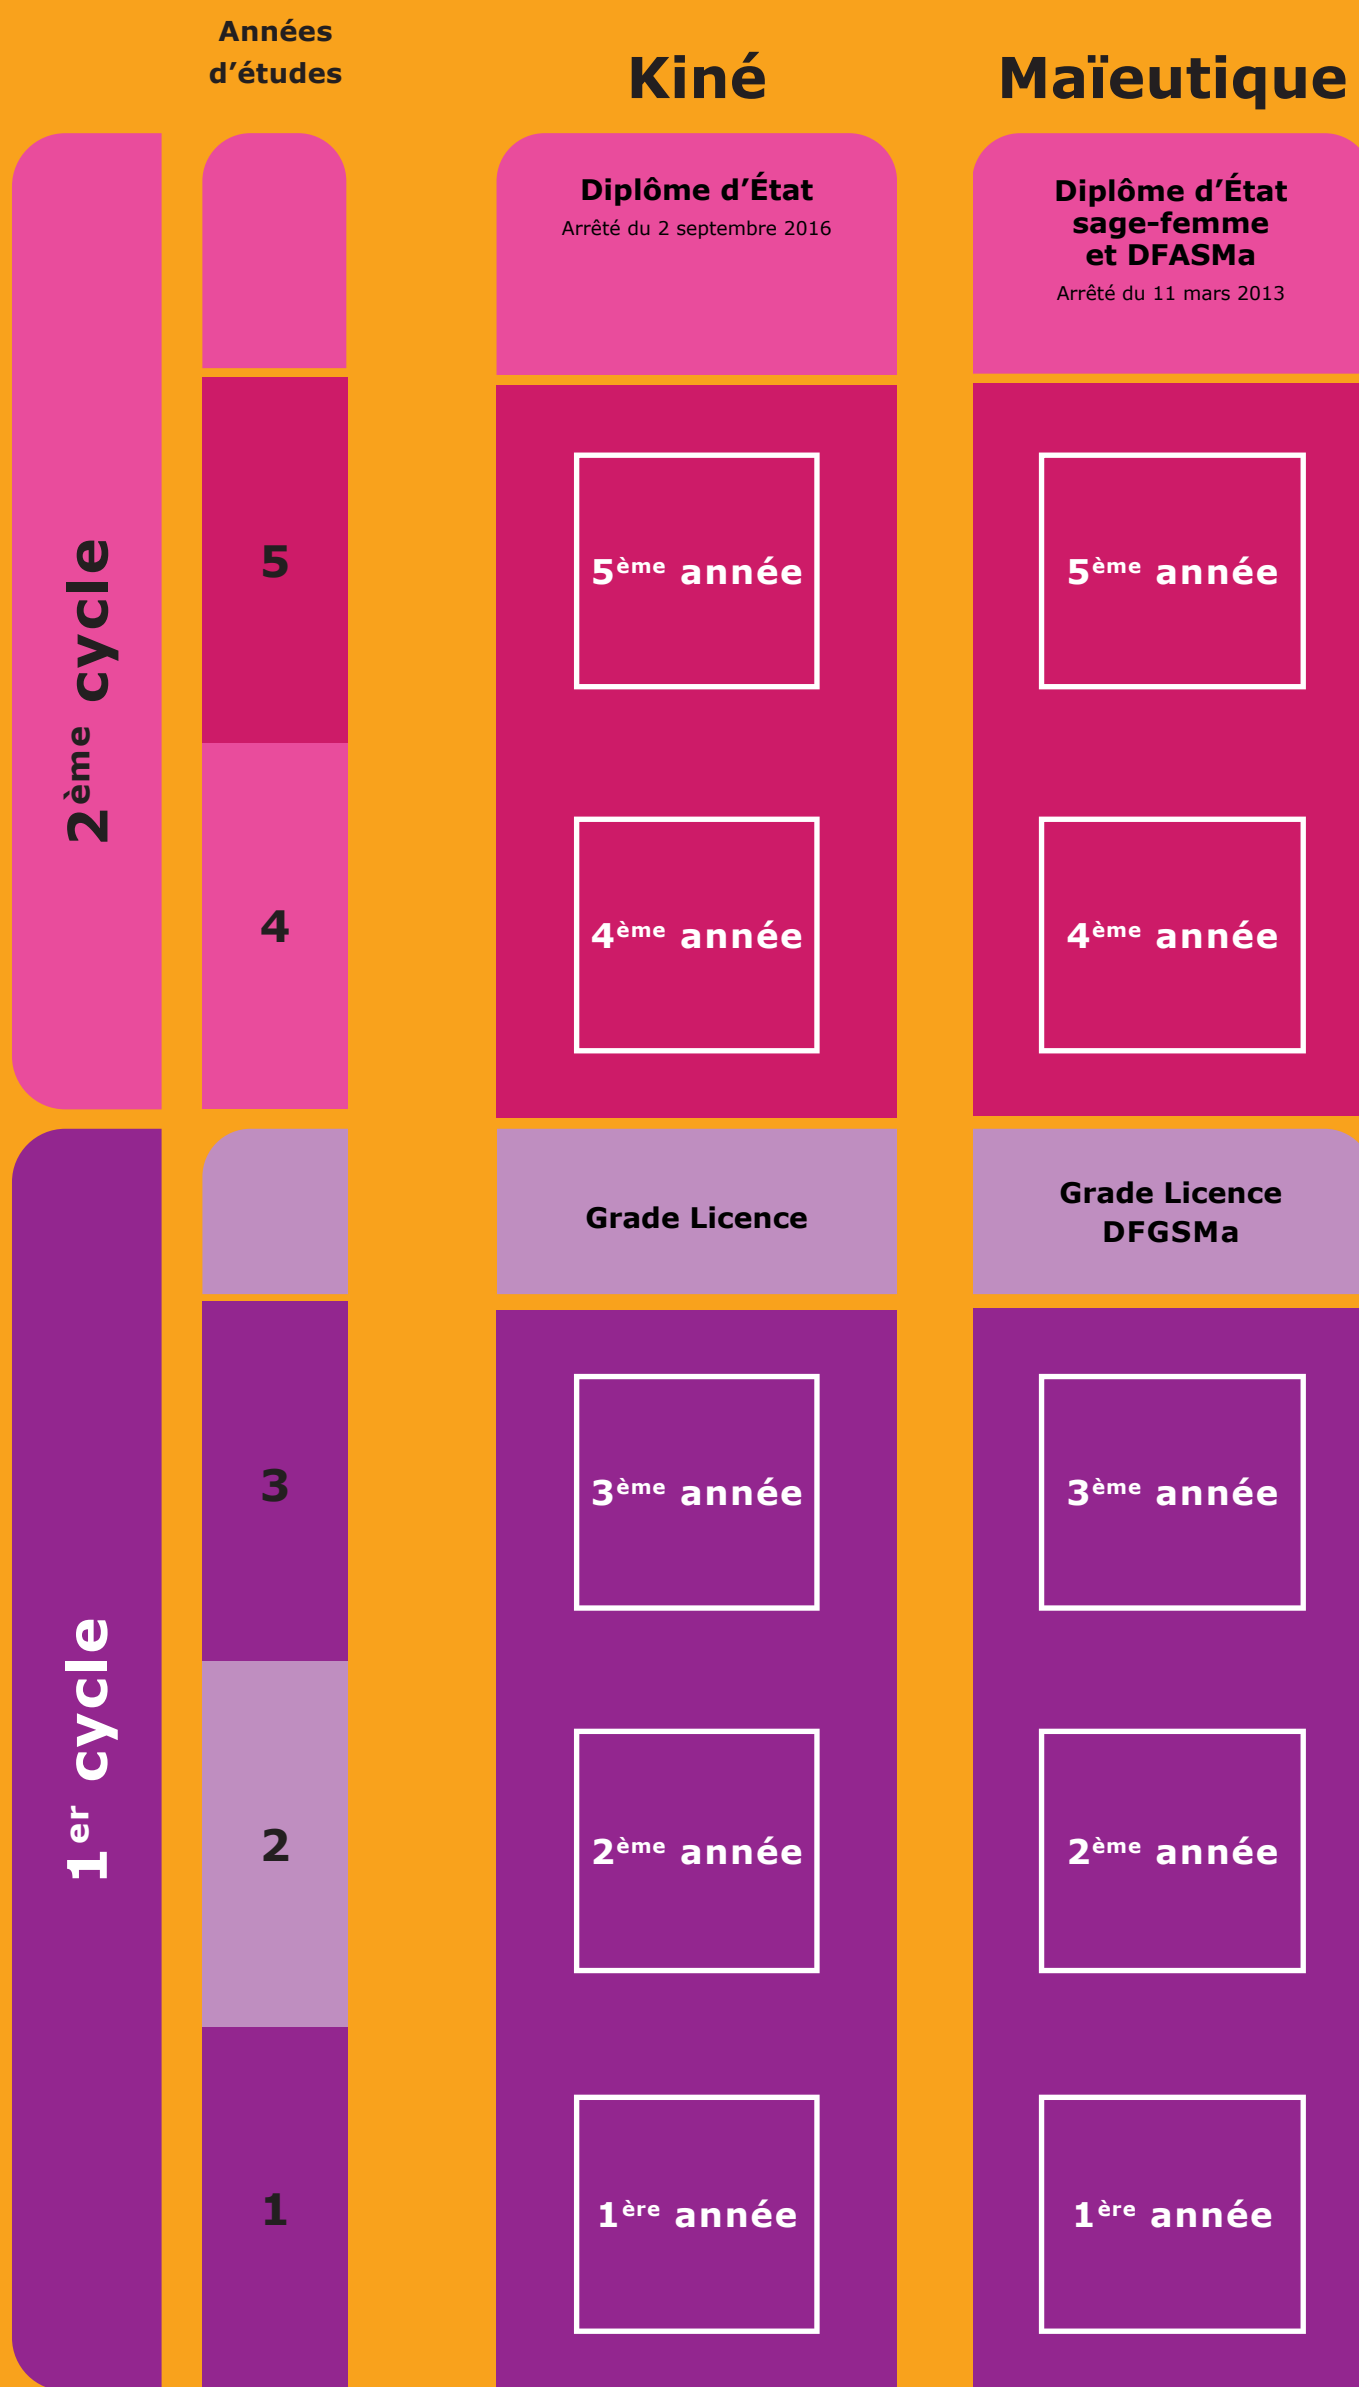 Années
d’études
Kiné
Maïeutique
Diplôme d’État
Arrêté du 2 septembre 2016
Diplôme d’État
sage-femme
et DFASMa
Arrêté du 11 mars 2013
2ème cycle
5
5ème année
5ème année
4
4ème année
4ème année
Grade Licence
Grade Licence
DFGSMa
1er cycle
3
3ème année
3ème année
2
2ème année
2ème année
1
1ère année
1ère année